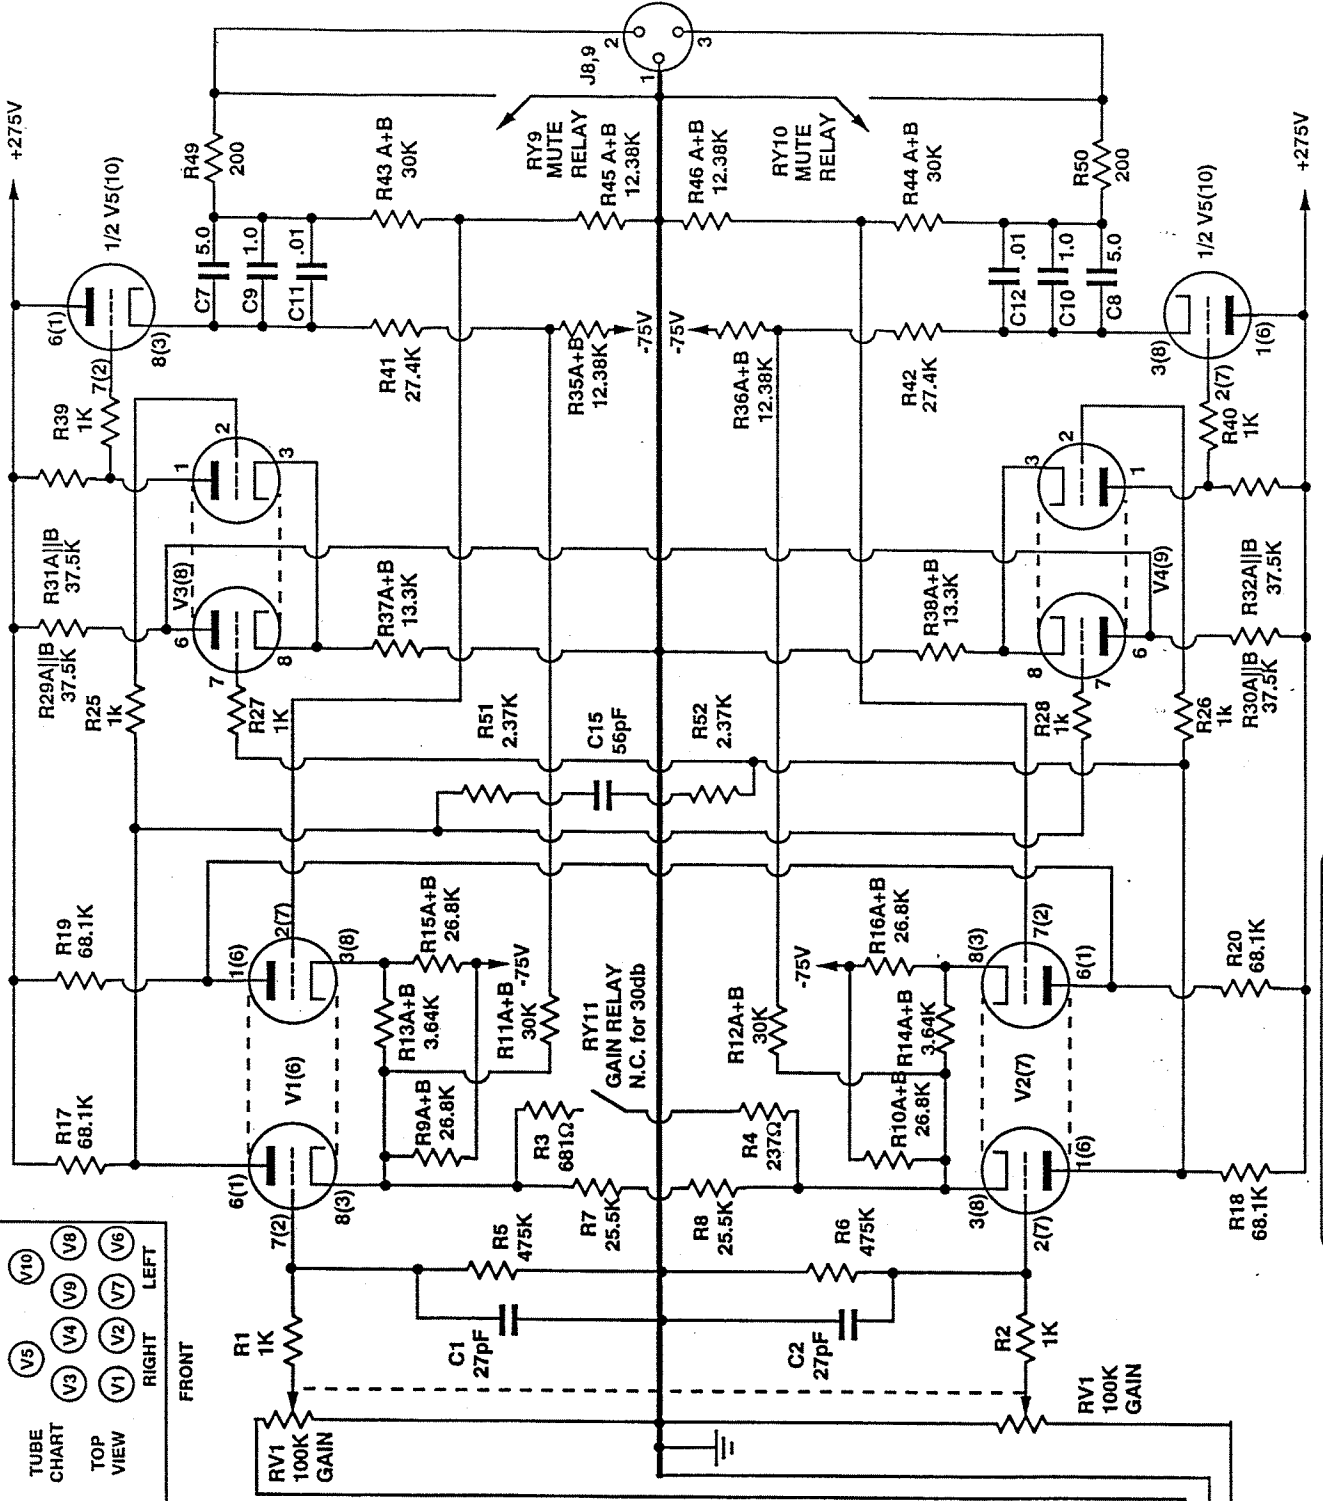 J8,9
2
3
1
+275V
+275V
1/2 V5(10)
6(1)
7(2)
8(3)
R49
200
C7
5.0
C9
1.0
C11
.01
R43 A+B
30K
RY9
MUTE
RELAY
R45 A+B
12.38K
R46 A+B
12.38K
RY10
MUTE
RELAY
R44 A+B
30K
R50
200
C12
.01
C10
1.0
C8
5.0
1/2 V5(10)
3(8)
2(7)
1(6)
R39
1K
R41
27.4K
R35A+B
12.38K
-75V
-75V
R36A+B
12.38K
R42
27.4K
R40
1K
1
2
3
3
2
1
R31A||B
37.5K
R29A||B
37.5K
V3(8)
6
7
8
R25
1k
R27
1K
R37A+B
13.3K
R38A+B
13.3K
V4(9)
8
7
6
R32A||B
37.5K
R30A||B
37.5K
R28
1k
R26
1k
R51
2.37K
C15
56pF
R52
2.37K
R19
68.1K
1(6)
2(7)
3(8)
R15A+B
26.8K
-75V
R13A+B
3.64K
R11A+B
30K
RY11
GAIN RELAY
N.C. for 30db
R12A+B
30K
-75V
R16A+B
26.8K
R14A+B
3.64K
8(3)
7(2)
6(1)
R20
68.1K
R17
68.1K
V1(6)
6(1)
7(2)
8(3)
R9A+B
26.8K
R3
681Ω
R4
237Ω
R10A+B
26.8K
V2(7)
3(8)
2(7)
1(6)
R18
68.1K
R7
25.5K
R8
25.5K
R5
475K
R6
475K
R1
1K
C1
27pF
C2
27pF
R2
1K
RV1
100K
GAIN
RV1
100K
GAIN
TUBE
CHART
TOP
VIEW
V5
V10
V3
V4
V9
V8
V1
V2
V7
V6
RIGHT
LEFT
FRONT